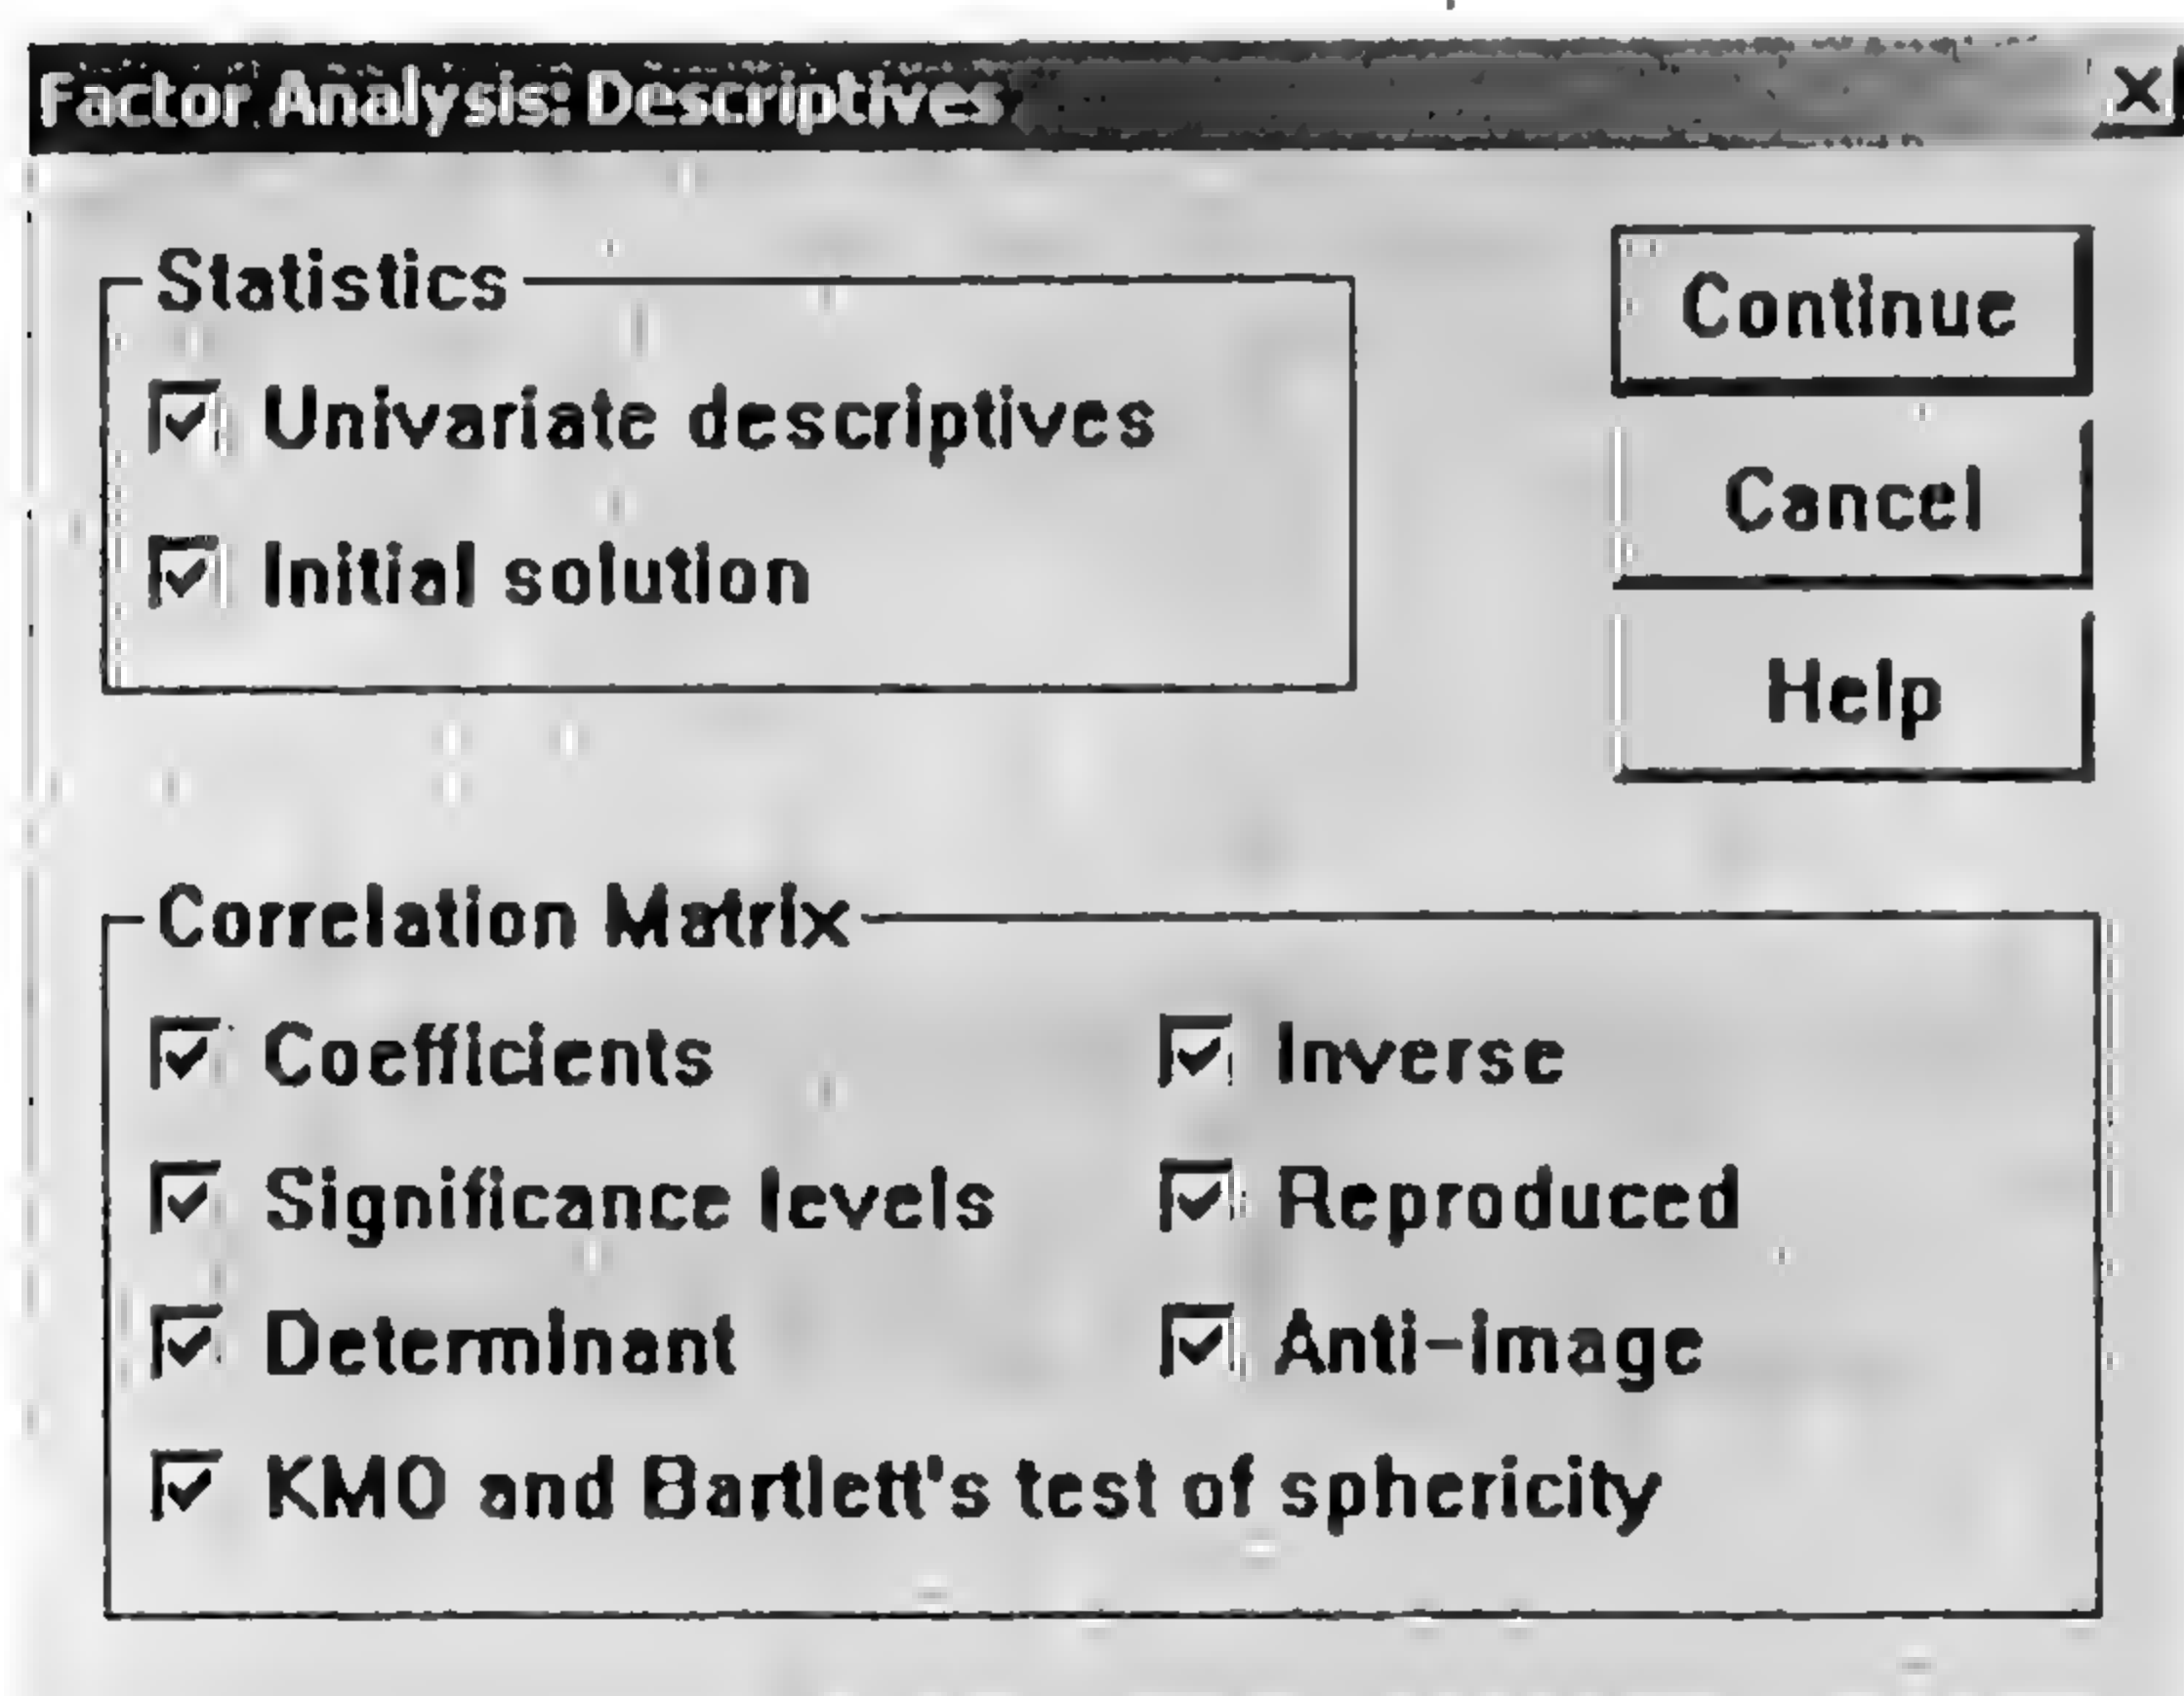 Factor Analysis: Descriptives
Statistics
Univariate descriptives
Initial solution
Continue
Cancel
Help
Correlation Matrix
Coefficients
Inverse
Significance levels
Reproduced
Determinant
Anti-image
KMO and Bartlett's test of sphericity